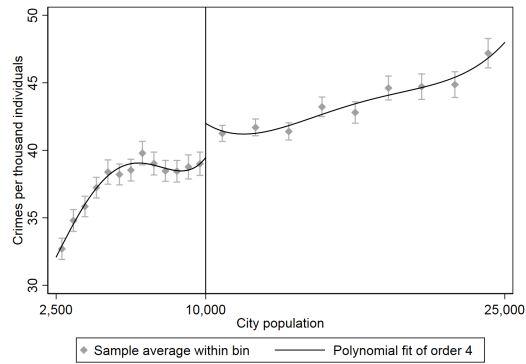 50
45
40
35
30
Crimes per thousand individuals
2,500
10,000
25,000
City population
Sample average within bin
Polynomial fit of order 4